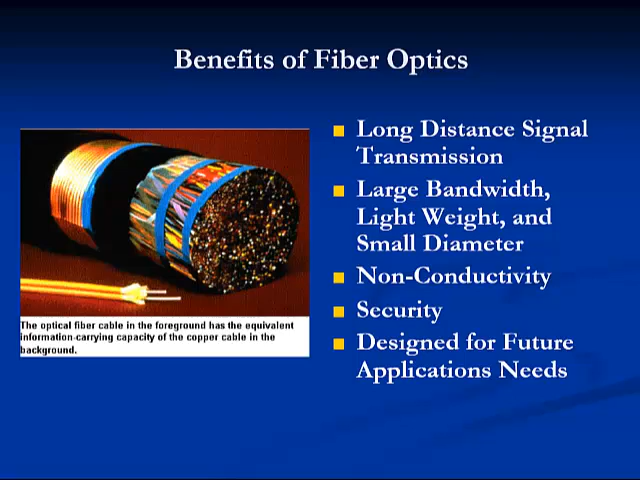 Benefits of Fiber Optics
Long Distance Signal
Transmission
Large Bandwidth,
Light Weight, and
Small Diameter
Non-Conductivity
Security
Designed for Future
Applications Needs
The optical fiber cable in the foreground has the equivalent
information-carrying capacity of the copper cable in the
background.